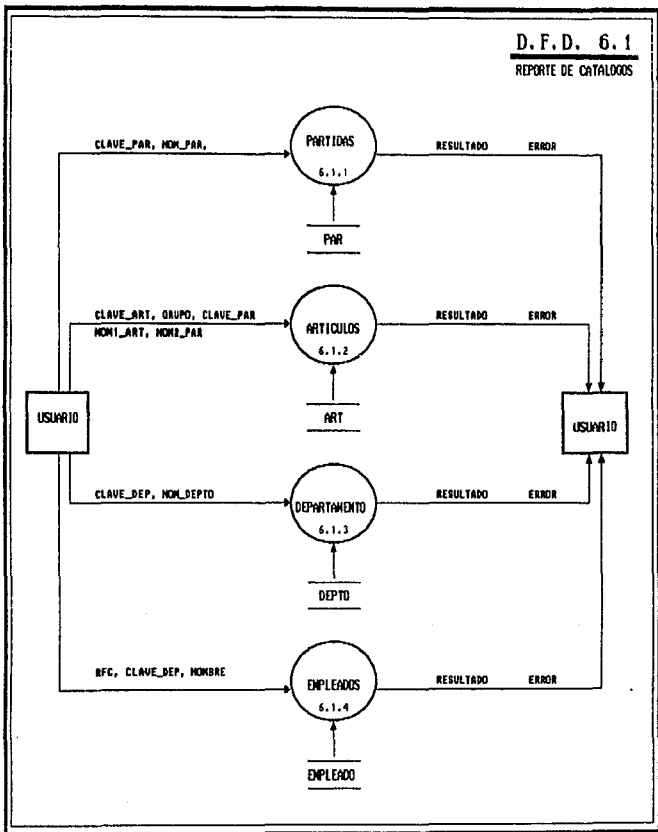 D.F.D. 6.1
REPORTE DE CATALOGOS
CLAVE_PAR, NOM_PAR,
PARTIDAS
6.1.1
RESULTADO ERROR
PAR
CLAVE_ART, GRUPO, CLAVE_PAR
NOM1_ART, NOM2_PAR
ARTICULOS
6.1.2
RESULTADO ERROR
ART
USUARIO
USUARIO
CLAVE_DEP, NOM_DEPTO
DEPARTAMENTO
6.1.3
RESULTADO ERROR
DEPTO
RFC, CLAVE_DEP, NOMBRE
EMPLEADOS
6.1.4
RESULTADO ERROR
EMPLEADO